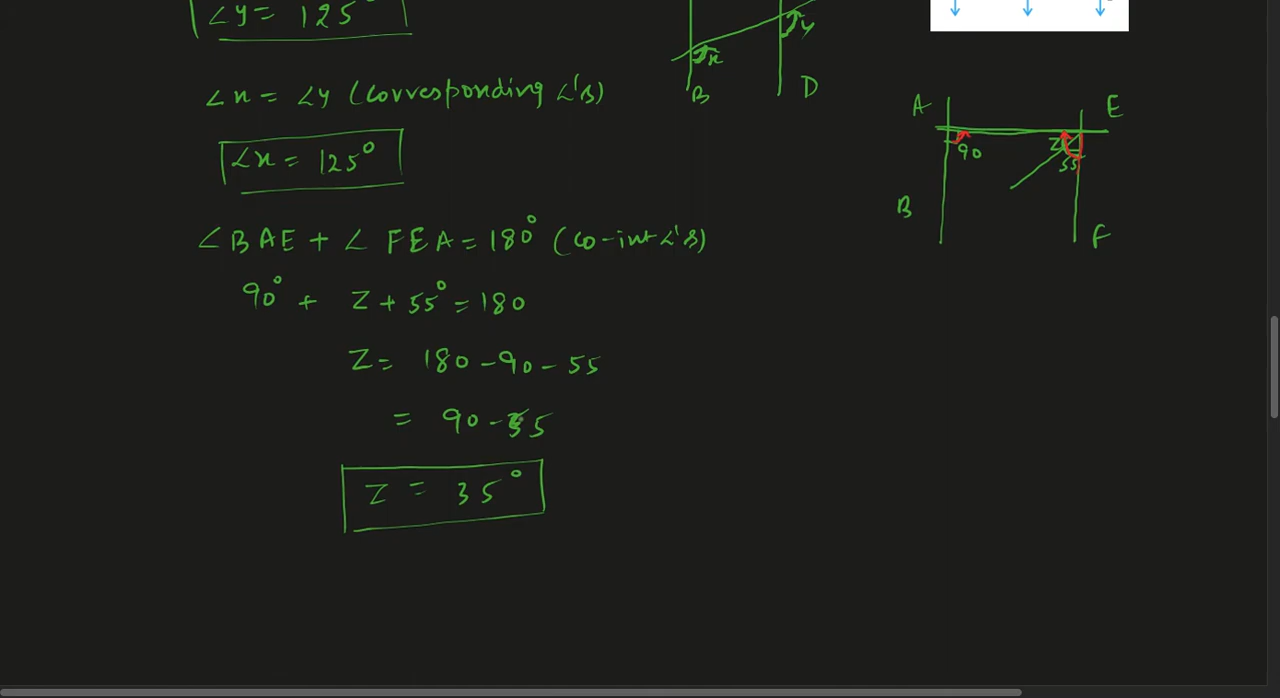 ∠y = 125°
∠x = ∠y (corresponding ∠'s)
∠x = 125°
∠BAE + ∠FEA = 180° (co-int ∠'s)
90° + z + 55° = 180
z = 180 - 90 - 55
= 90 - 55
z = 35°
x
y
B
D
A
E
90
z
55
B
F